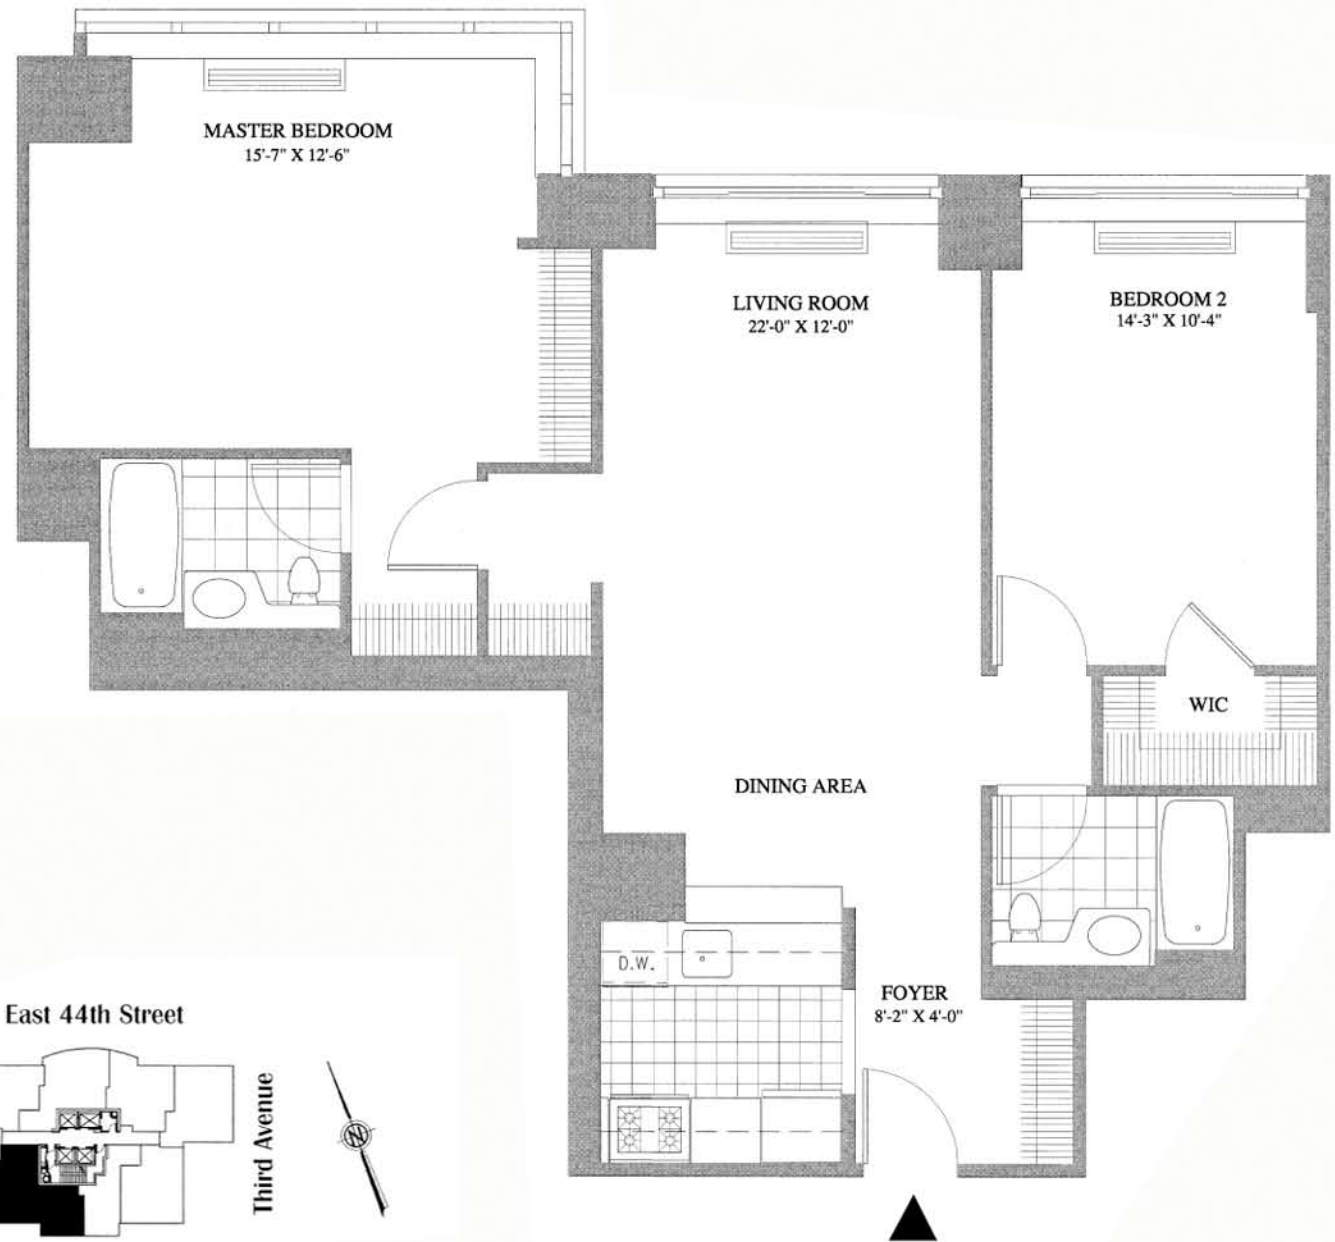 MASTER BEDROOM
15'-7" X 12'-6"
LIVING ROOM
22'-0" X 12'-0"
BEDROOM 2
14'-3" X 10'-4"
WIC
DINING AREA
D.W.
FOYER
8'-2" X 4'-0"
East 44th Street
Third Avenue
N